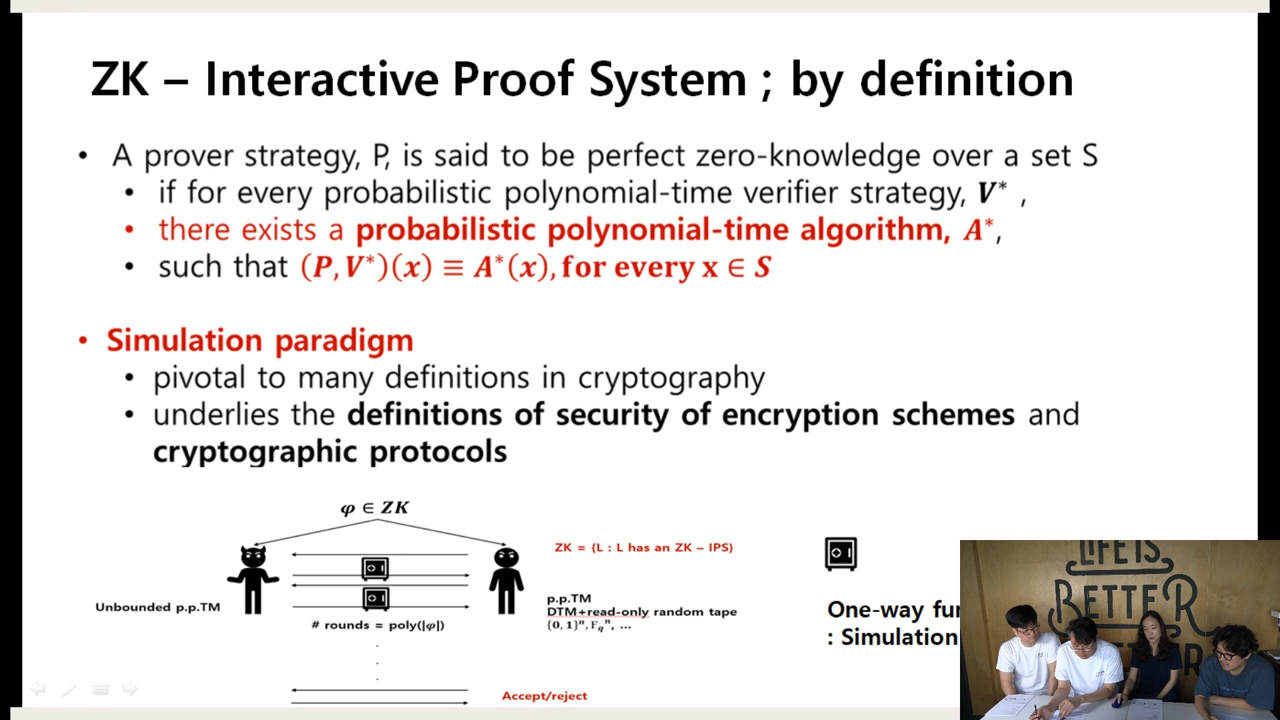 ZK – Interactive Proof System ; by definition
• A prover strategy, P, is said to be perfect zero-knowledge over a set S
• if for every probabilistic polynomial-time verifier strategy, V* ,
• there exists a probabilistic polynomial-time algorithm, A*,
• such that (P, V*)(x) ≡ A*(x), for every x ∈ S
• Simulation paradigm
• pivotal to many definitions in cryptography
• underlies the definitions of security of encryption schemes and
cryptographic protocols
φ ∈ ZK
ZK = {L : L has an ZK – IPS}
Unbounded p.p.TM
p.p.TM
DTM+read-only random tape
{0, 1}ⁿ, F_qⁿ, ...
# rounds = poly(|φ|)
.
.
.
Accept/reject
One-way fu
: Simulation
LIFE IS
BETTER